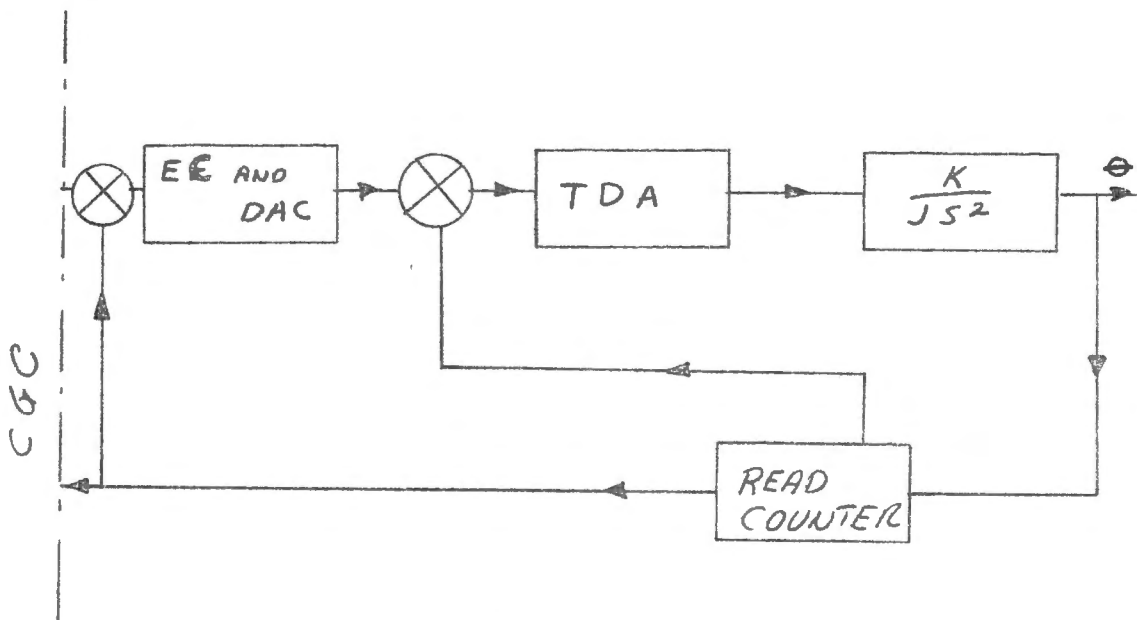 EE AND
DAC
TDA
K
JS²
θ
CGC
READ
COUNTER